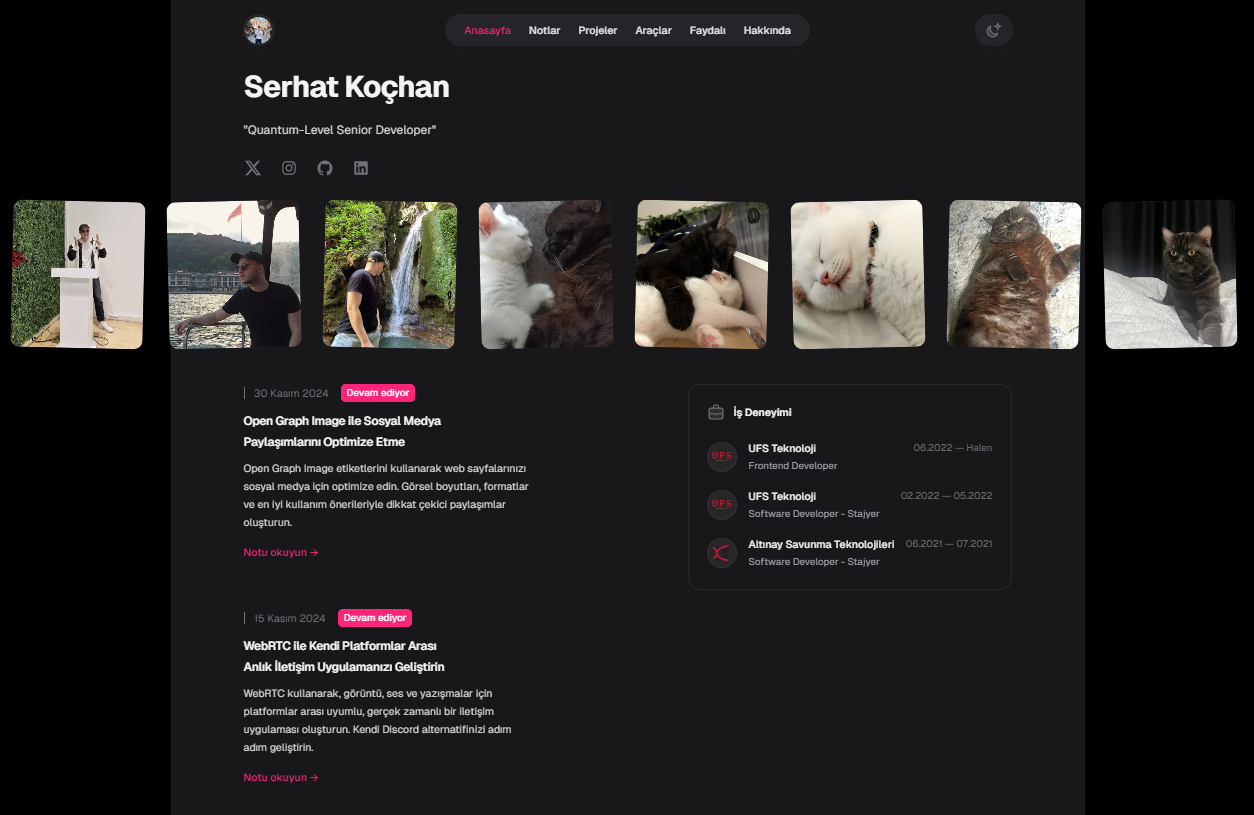 Anasayfa Notlar Projeler Araçlar Faydalı Hakkında
Serhat Koçhan
"Quantum-Level Senior Developer"
30 Kasım 2024 Devam ediyor
Open Graph Image ile Sosyal Medya
Paylaşımlarını Optimize Etme
Open Graph Image etiketlerini kullanarak web sayfalarınızı
sosyal medya için optimize edin. Görsel boyutları, formatlar
ve en iyi kullanım önerileriyle dikkat çekici paylaşımlar
oluşturun.
Notu okuyun →
15 Kasım 2024 Devam ediyor
WebRTC ile Kendi Platformlar Arası
Anlık İletişim Uygulamanızı Geliştirin
WebRTC kullanarak, görüntü, ses ve yazışmalar için
platformlar arası uyumlu, gerçek zamanlı bir iletişim
uygulaması oluşturun. Kendi Discord alternatifinizi adım
adım geliştirin.
Notu okuyun →
İş Deneyimi
UFS
UFS Teknoloji 06.2022 — Halen
Frontend Developer
UFS
UFS Teknoloji 02.2022 — 05.2022
Software Developer - Stajyer
Altınay Savunma Teknolojileri 06.2021 — 07.2021
Software Developer - Stajyer